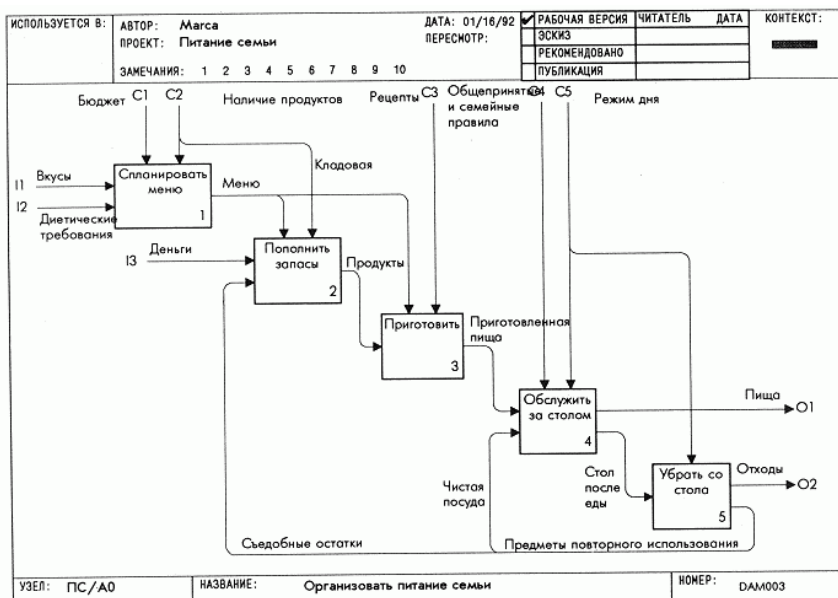 ИСПОЛЬЗУЕТСЯ В:
АВТОР: Marca
ДАТА: 01/16/92
ПРОЕКТ: Питание семьи
ПЕРЕСМОТР:
ЗАМЕЧАНИЯ: 1 2 3 4 5 6 7 8 9 10
РАБОЧАЯ ВЕРСИЯ
ЭСКИЗ
РЕКОМЕНДОВАНО
ПУБЛИКАЦИЯ
ЧИТАТЕЛЬ ДАТА
КОНТЕКСТ:
Бюджет
C1
C2
Наличие продуктов
Рецепты
C3
Общепринятые
и семейные
правила
C4
C5
Режим дня
Кладовая
I1
Вкусы
I2
Диетические
требования
Спланировать
меню
1
Меню
I3
Деньги
Пополнить
запасы
2
Продукты
Приготовить
3
Приготовленная
пища
Обслужить
за столом
4
Пища
O1
Чистая
посуда
Стол
после
еды
Убрать со
стола
5
Отходы
O2
Съедобные остатки
Предметы повторного использования
УЗЕЛ: ПС/А0
НАЗВАНИЕ: Организовать питание семьи
НОМЕР: DAM003